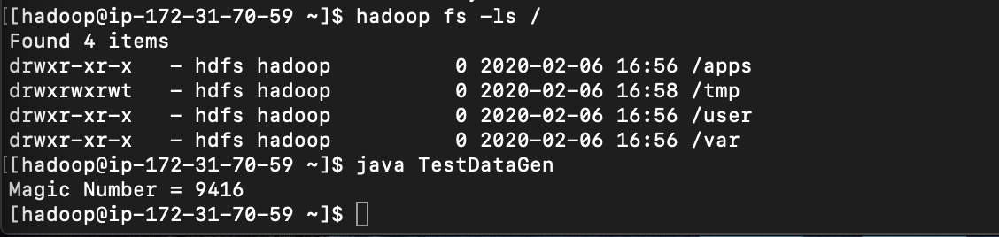 [[hadoop@ip-172-31-70-59 ~]$ hadoop fs -ls /
Found 4 items
drwxr-xr-x   - hdfs hadoop          0 2020-02-06 16:56 /apps
drwxrwxrwt   - hdfs hadoop          0 2020-02-06 16:58 /tmp
drwxr-xr-x   - hdfs hadoop          0 2020-02-06 16:56 /user
drwxr-xr-x   - hdfs hadoop          0 2020-02-06 16:56 /var
[[hadoop@ip-172-31-70-59 ~]$ java TestDataGen
Magic Number = 9416
[hadoop@ip-172-31-70-59 ~]$